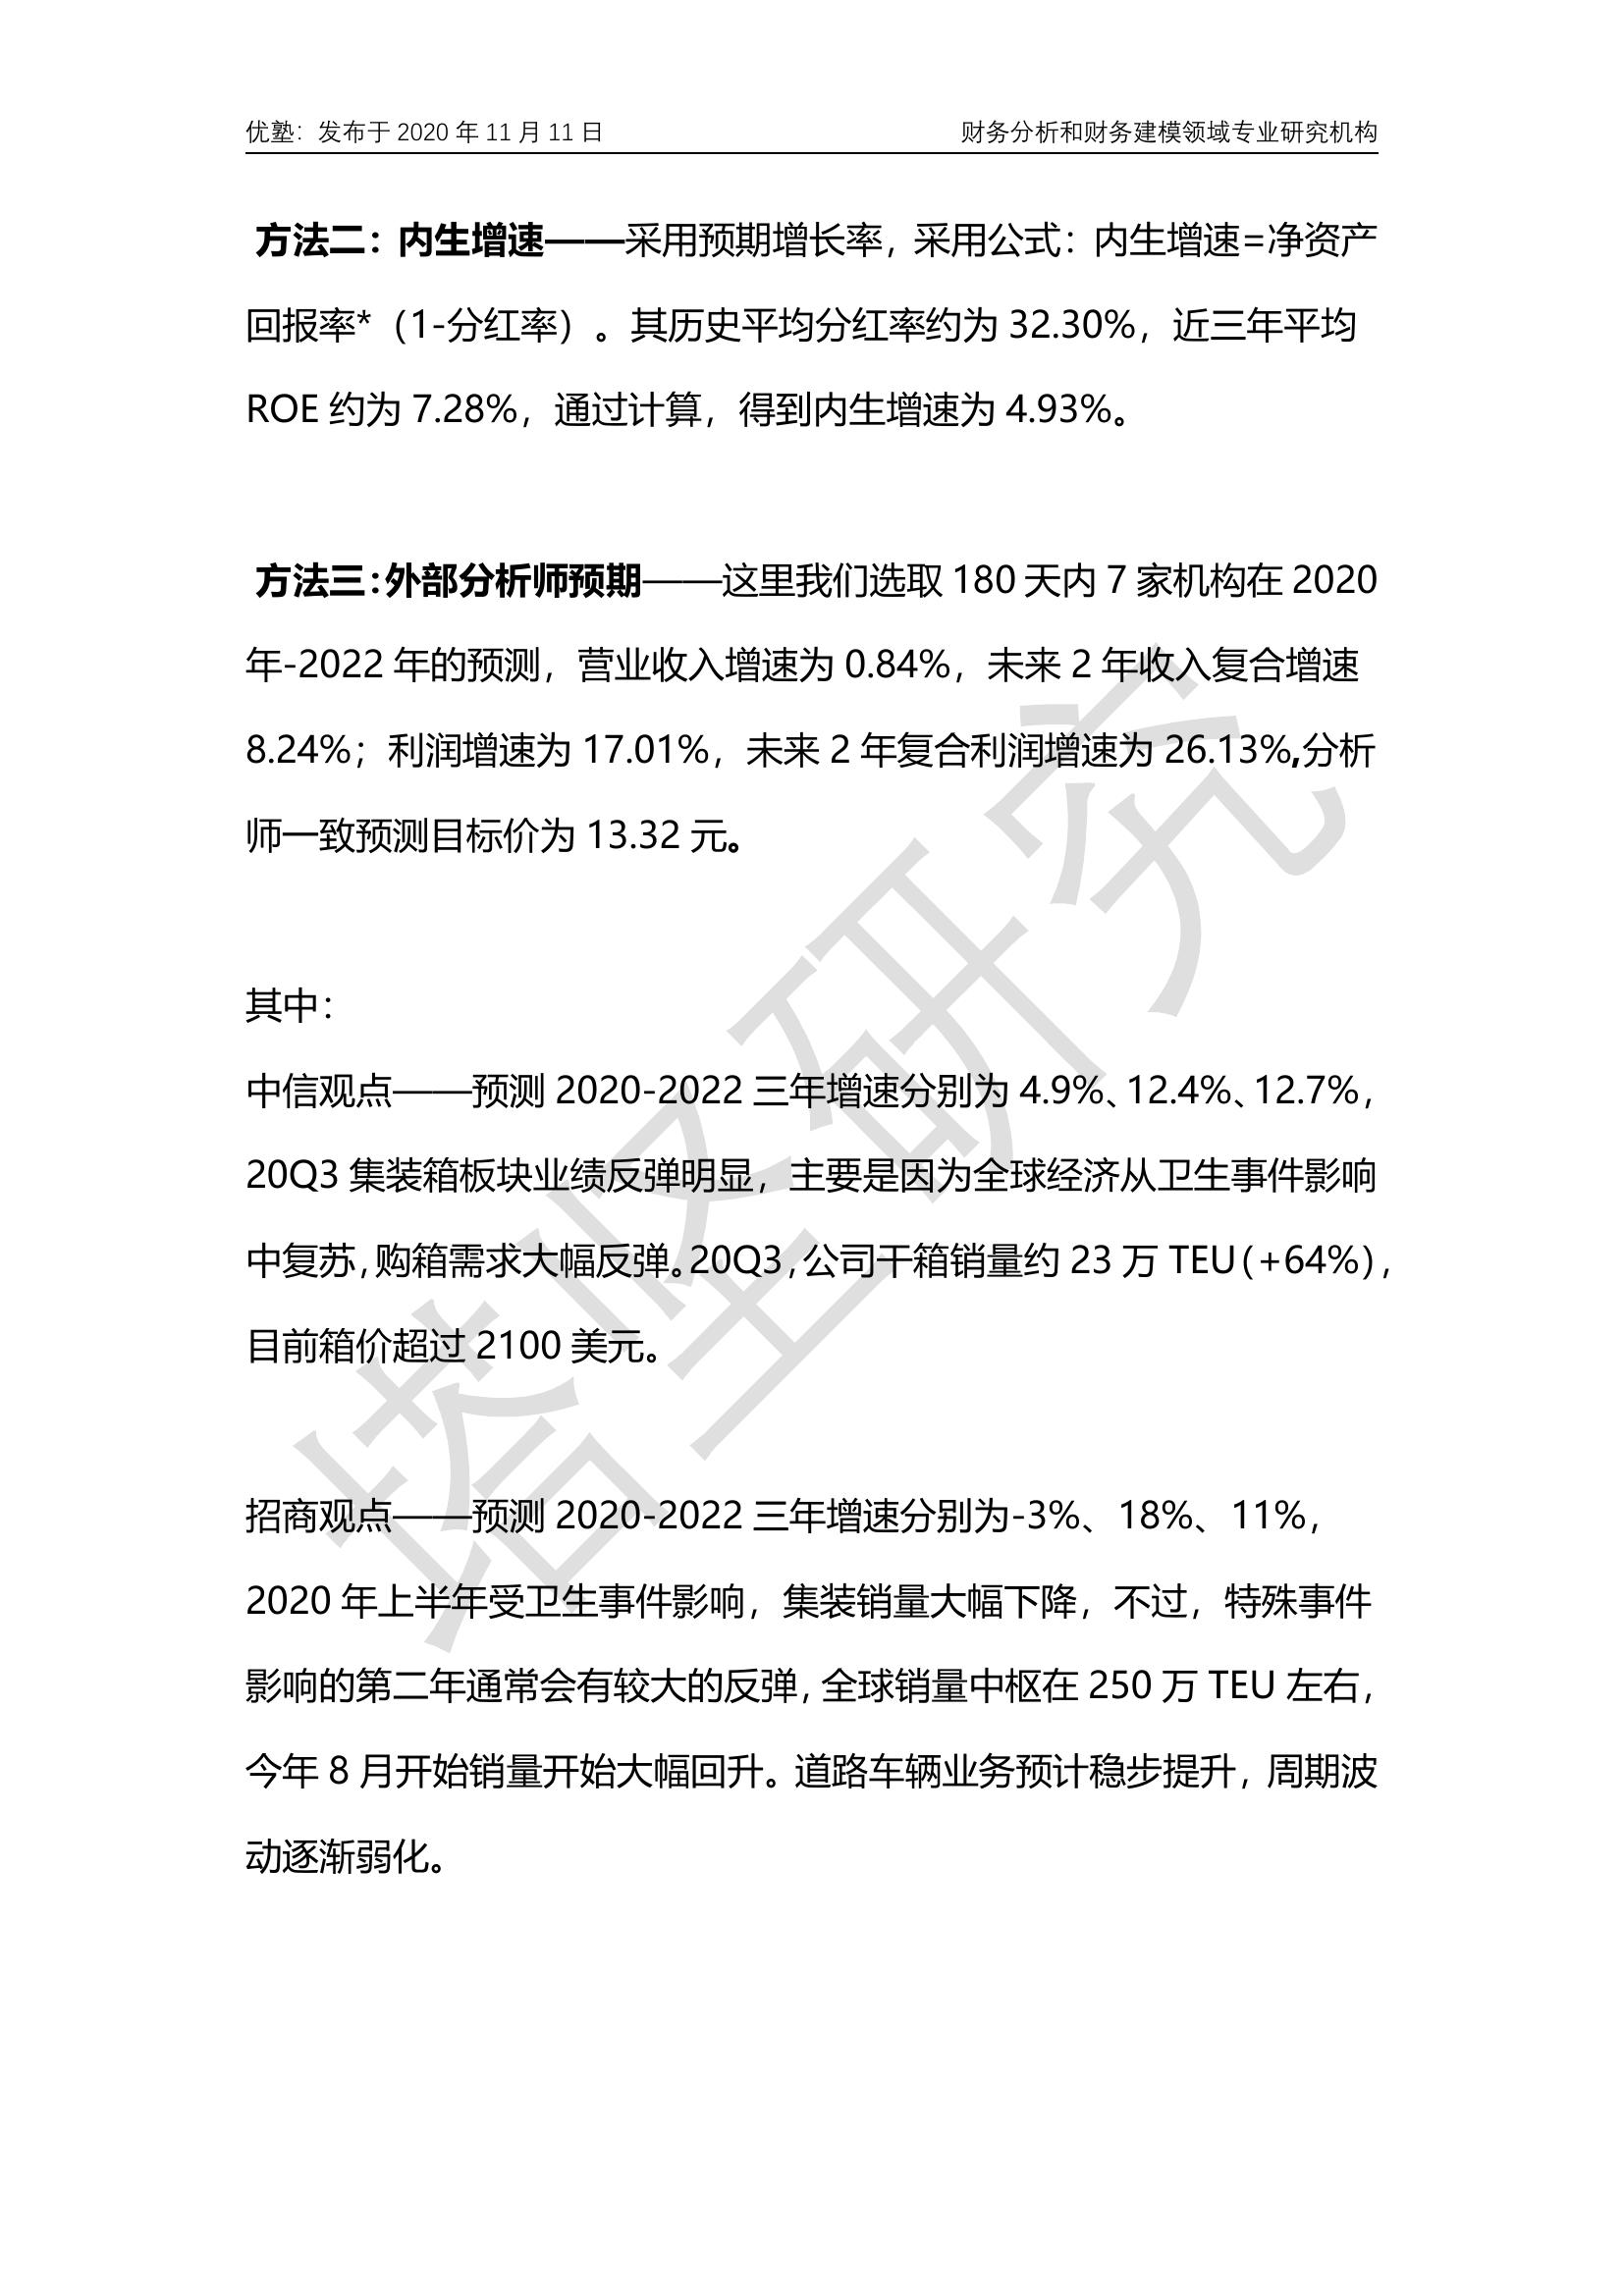 优塾：发布于 2020 年 11 月 11 日 财务分析和财务建模领域专业研究机构
方法二：内生增速——采用预期增长率，采用公式：内生增速=净资产
回报率*（1-分红率）。其历史平均分红率约为 32.30%，近三年平均
ROE 约为 7.28%，通过计算，得到内生增速为 4.93%。
方法三：外部分析师预期——这里我们选取 180 天内 7 家机构在 2020
年-2022 年的预测，营业收入增速为 0.84%，未来 2 年收入复合增速
8.24%；利润增速为 17.01%，未来 2 年复合利润增速为 26.13%,分析
师一致预测目标价为 13.32 元。
其中：
中信观点——预测 2020-2022 三年增速分别为 4.9%、12.4%、12.7%，
20Q3 集装箱板块业绩反弹明显，主要是因为全球经济从卫生事件影响
中复苏，购箱需求大幅反弹。20Q3，公司干箱销量约 23 万 TEU（+64%），
目前箱价超过 2100 美元。
招商观点——预测 2020-2022 三年增速分别为-3%、18%、11%，
2020 年上半年受卫生事件影响，集装销量大幅下降，不过，特殊事件
影响的第二年通常会有较大的反弹，全球销量中枢在 250 万 TEU 左右，
今年 8 月开始销量开始大幅回升。道路车辆业务预计稳步提升，周期波
动逐渐弱化。
塔坚研究